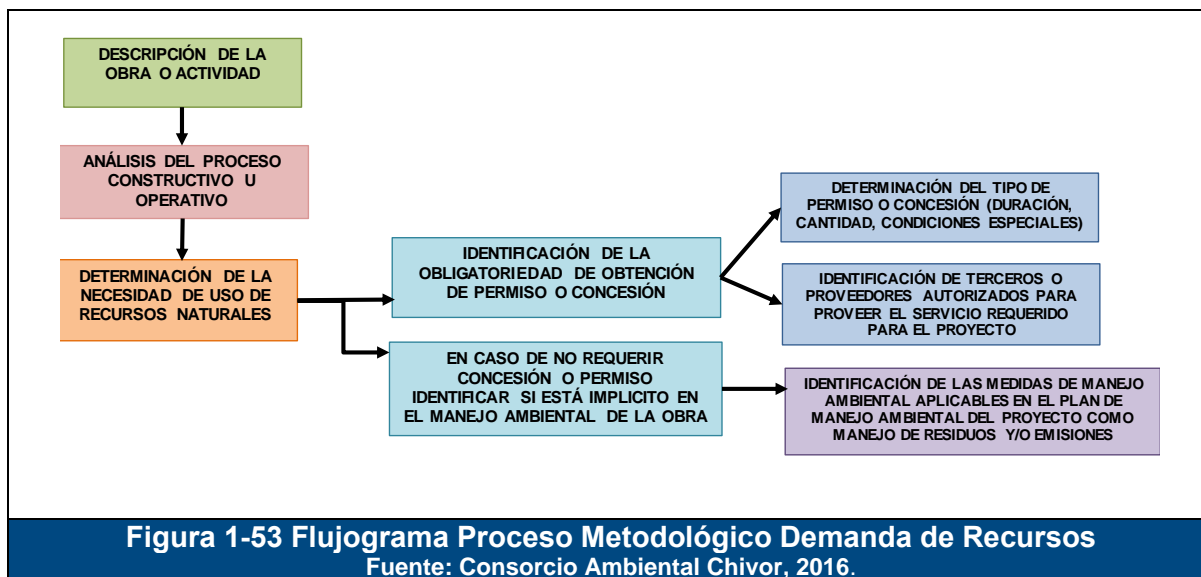 DESCRIPCIÓN DE LA
OBRA O ACTIVIDAD
ANÁLISIS DEL PROCESO
CONSTRUCTIVO U
OPERATIVO
DETERMINACIÓN DE LA
NECESIDAD DE USO DE
RECURSOS NATURALES
IDENTIFICACIÓN DE LA
OBLIGATORIEDAD DE OBTENCIÓN
DE PERMISO O CONCESIÓN
DETERMINACIÓN DEL TIPO DE
PERMISO O CONCESIÓN (DURACIÓN,
CANTIDAD, CONDICIONES ESPECIALES)
IDENTIFICACIÓN DE TERCEROS O
PROVEEDORES AUTORIZADOS PARA
PROVEER EL SERVICIO REQUERIDO
PARA EL PROYECTO
EN CASO DE NO REQUERIR
CONCESIÓN O PERMISO
IDENTIFICAR SI ESTÁ IMPLICITO EN
EL MANEJO AMBIENTAL DE LA OBRA
IDENTIFICACIÓN DE LAS MEDIDAS DE MANEJO
AMBIENTAL APLICABLES EN EL PLAN DE
MANEJO AMBIENTAL DEL PROYECTO COMO
MANEJO DE RESIDUOS Y/O EMISIONES
Figura 1-53 Flujograma Proceso Metodológico Demanda de Recursos
Fuente: Consorcio Ambiental Chivor, 2016.